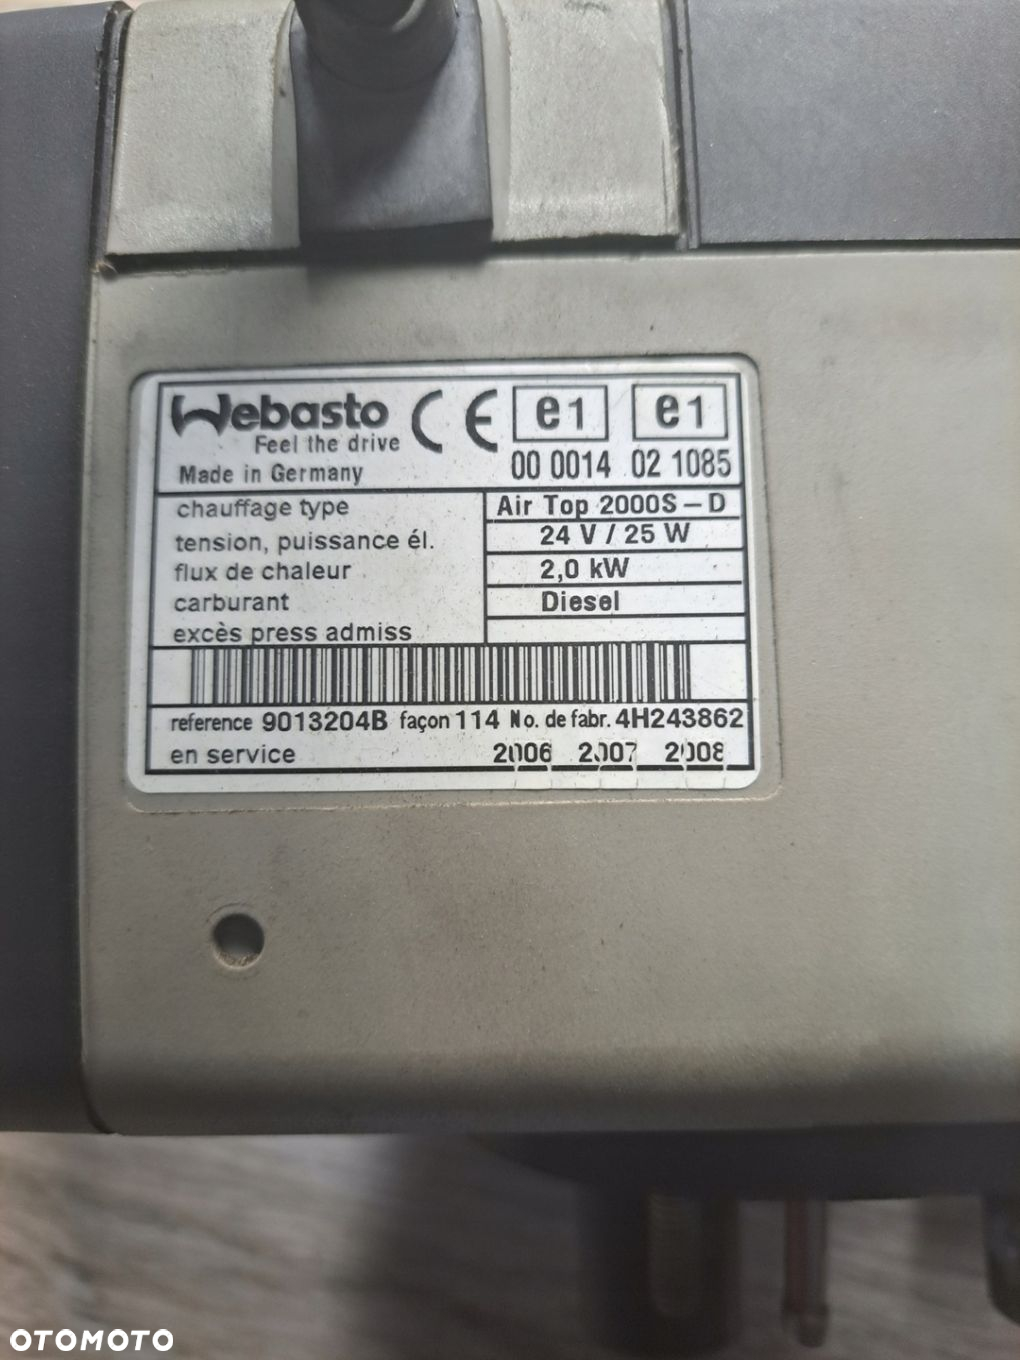 Webasto
Feel the drive
Made in Germany
CE
e1 e1
00 0014 02 1085
chauffage type Air Top 2000S – D
tension, puissance él. 24 V / 25 W
flux de chaleur 2,0 kW
carburant Diesel
excès press admiss
reference 9013204B façon 114 No. de fabr. 4H243862
en service 2006 2007 2008
OTOMOTO